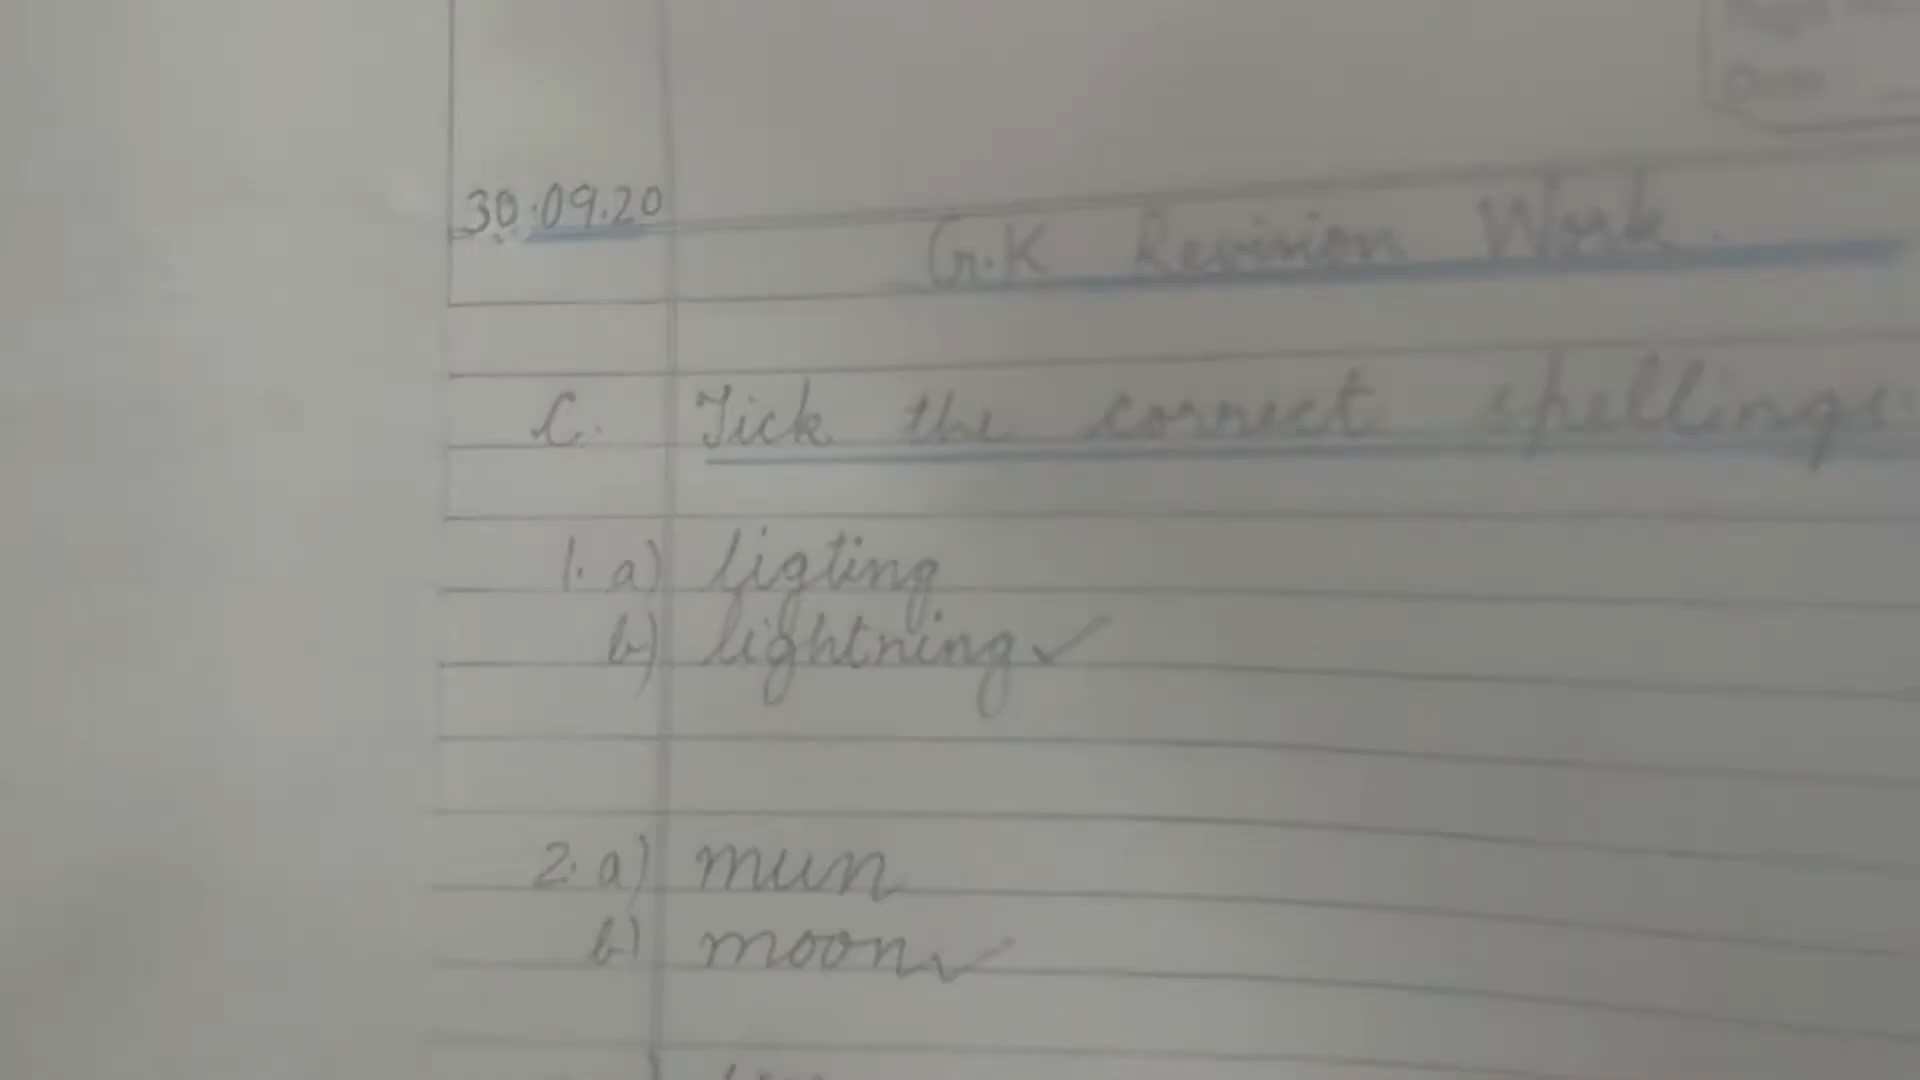 30.09.20
G.K Revision Work.
C. Tick the correct spellings.
1. a) ligting
b) lightning ✓
2. a) mun
b) moon ✓